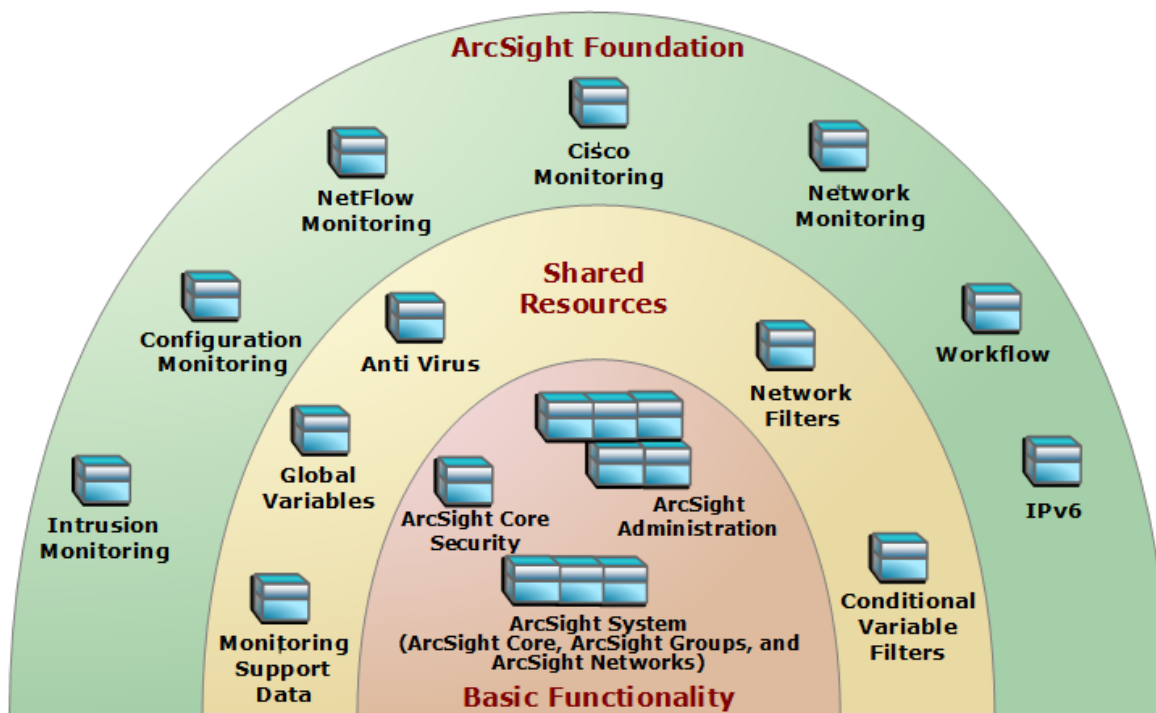 ArcSight Foundation
Cisco
Monitoring
NetFlow
Monitoring
Network
Monitoring
Configuration
Monitoring
Workflow
Intrusion
Monitoring
IPv6
Shared
Resources
Anti Virus
Network
Filters
Global
Variables
Monitoring
Support
Data
Conditional
Variable
Filters
ArcSight Core
Security
ArcSight
Administration
ArcSight System
(ArcSight Core, ArcSight Groups, and
ArcSight Networks)
Basic Functionality